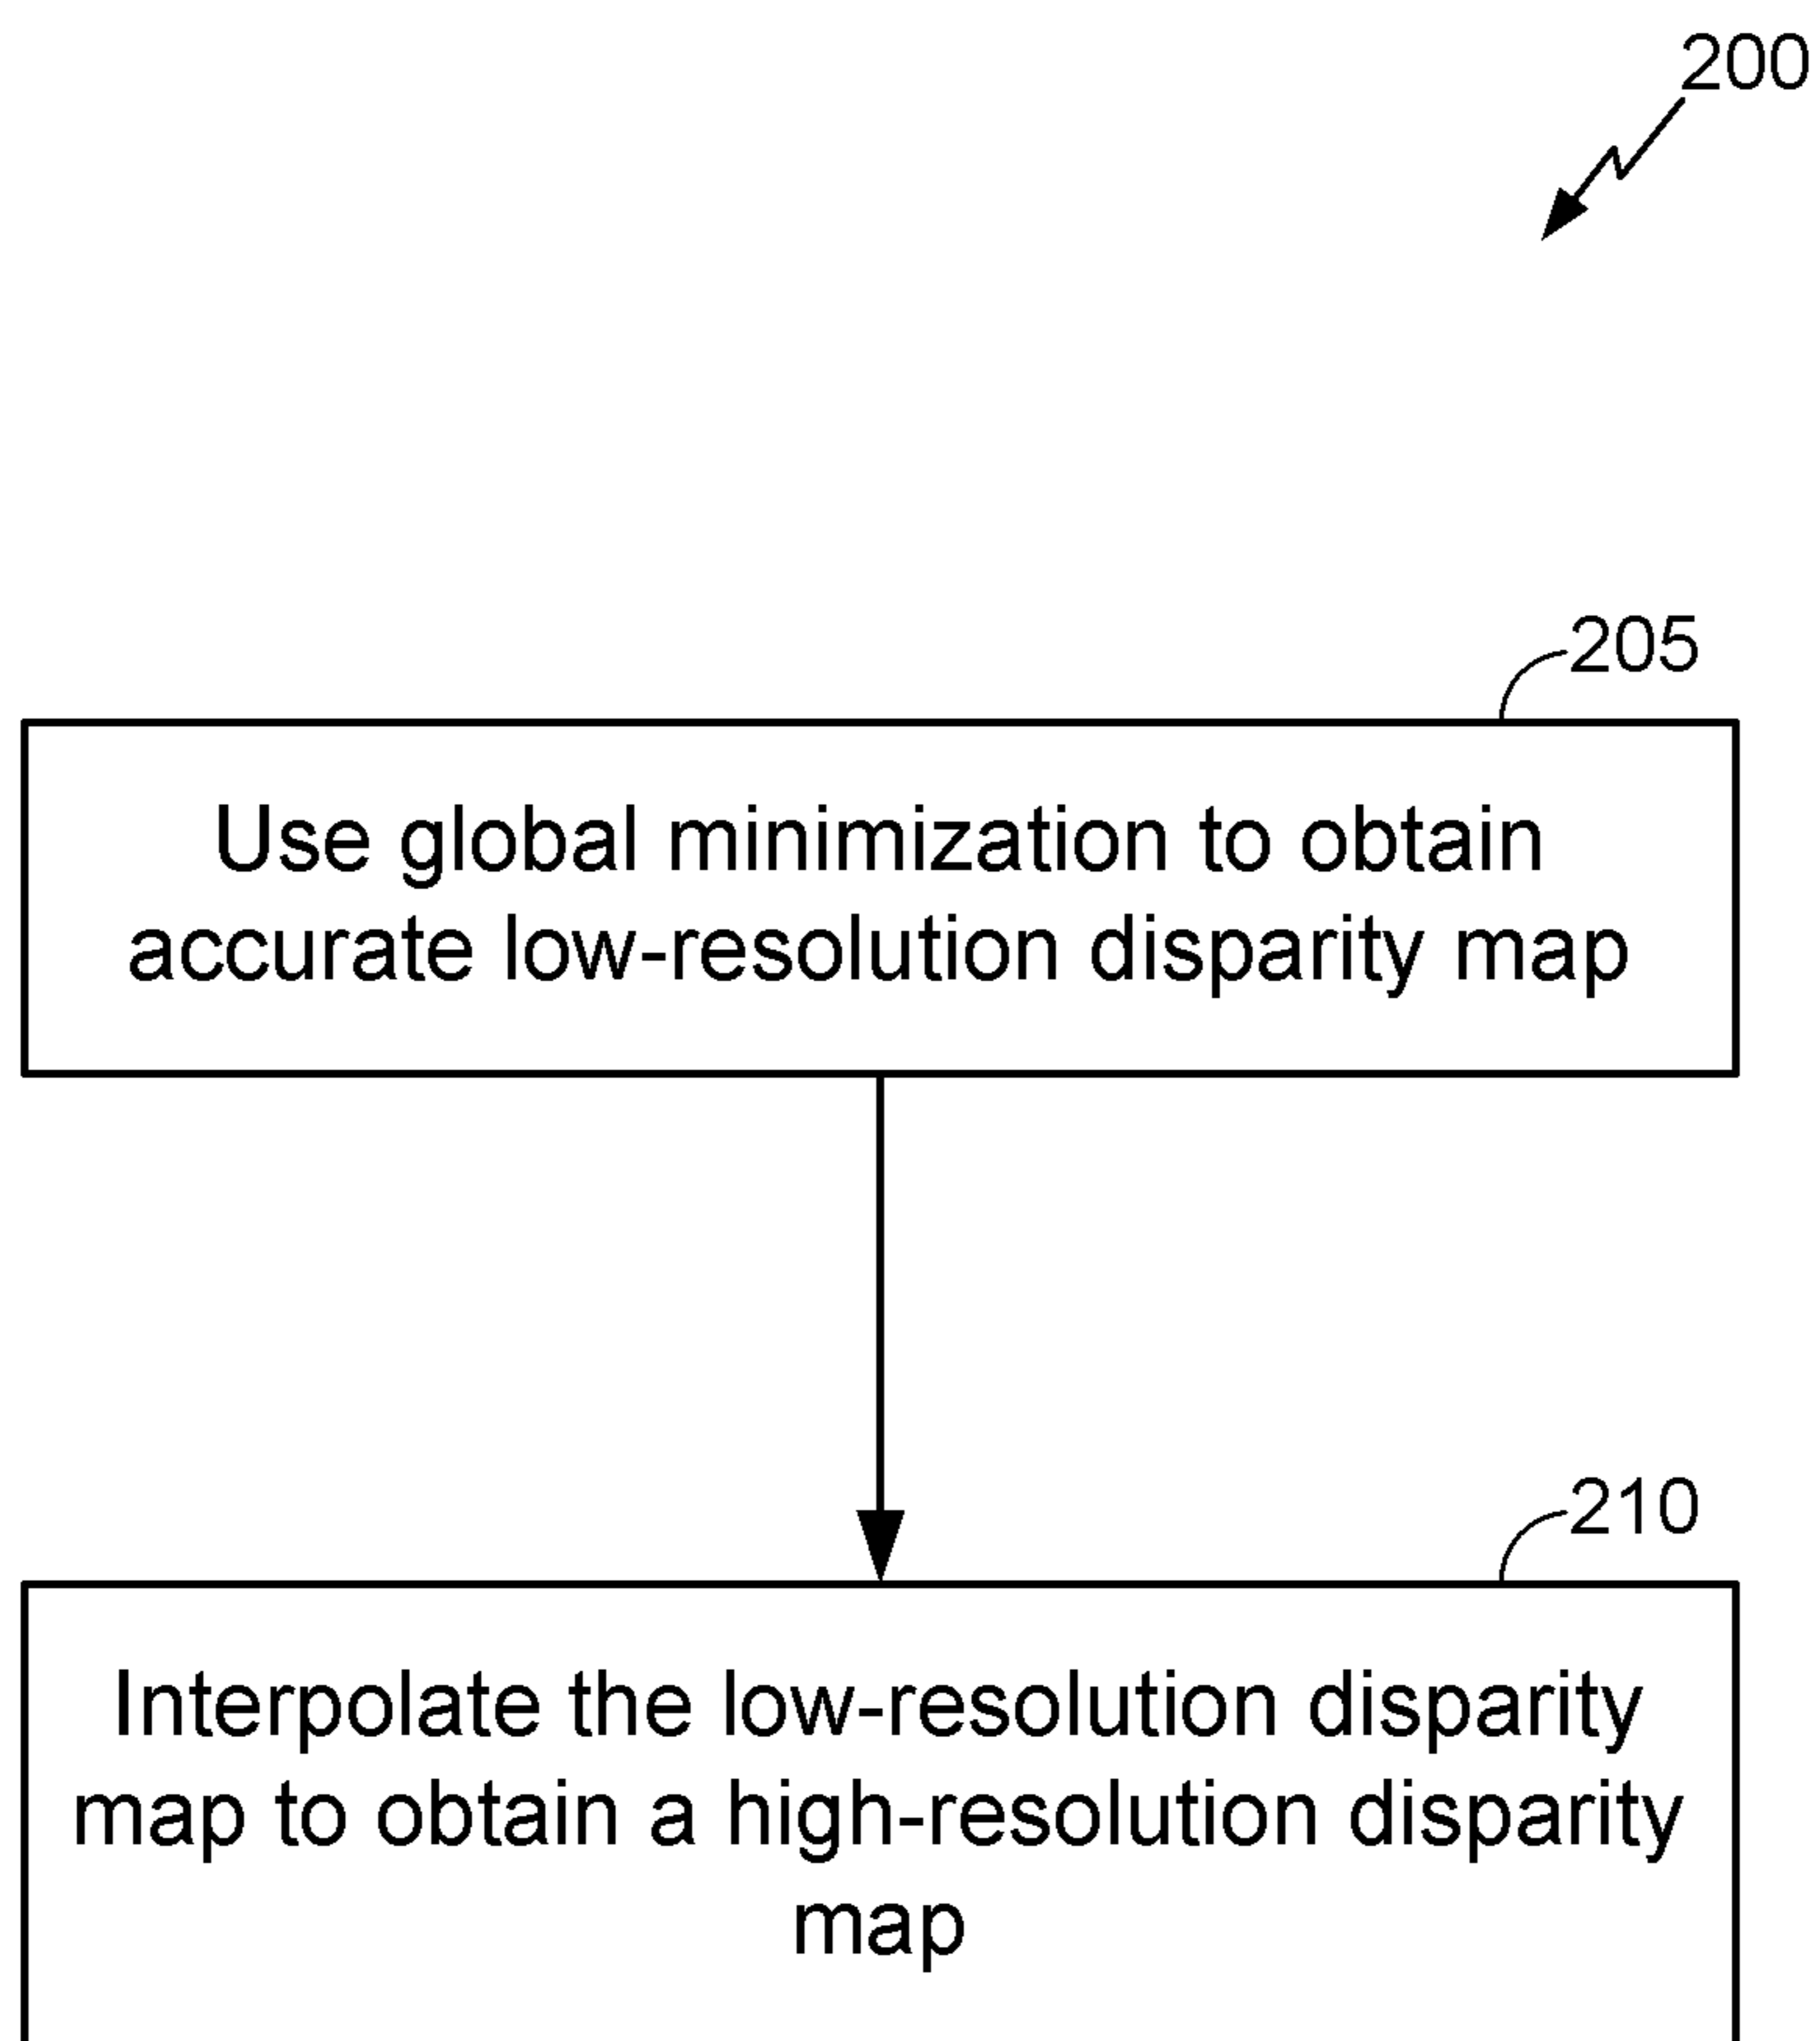 200
205
Use global minimization to obtain
accurate low-resolution disparity map
210
Interpolate the low-resolution disparity
map to obtain a high-resolution disparity
map